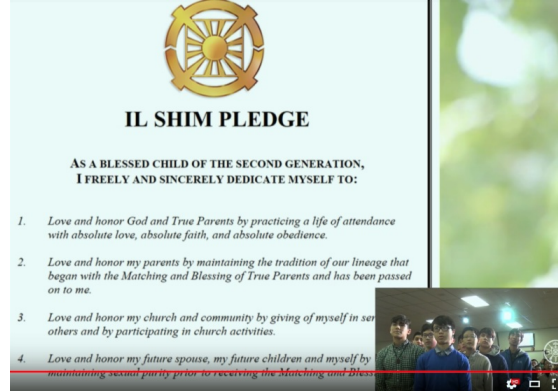 IL SHIM PLEDGE
AS A BLESSED CHILD OF THE SECOND GENERATION,
I FREELY AND SINCERELY DEDICATE MYSELF TO:
1. Love and honor God and True Parents by practicing a life of attendance
with absolute love, absolute faith, and absolute obedience.
2. Love and honor my parents by maintaining the tradition of our lineage that
began with the Matching and Blessing of True Parents and has been passed
on to me.
3. Love and honor my church and community by giving of myself in ser
others and by participating in church activities.
4. Love and honor my future spouse, my future children and myself by
maintaining sexual purity prior to receiving the Matching and Bless